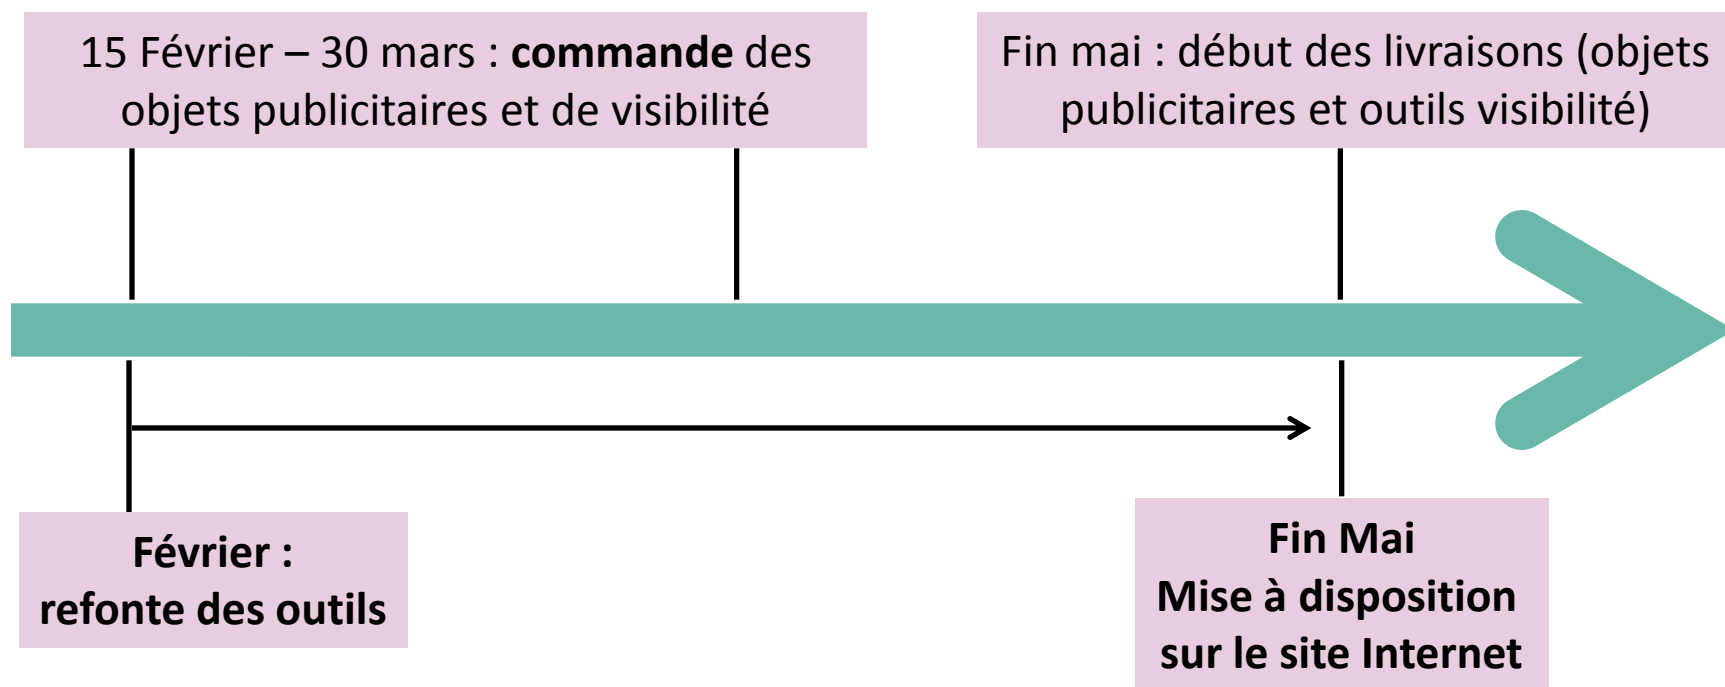 15 Février – 30 mars : commande des
objets publicitaires et de visibilité
Fin mai : début des livraisons (objets
publicitaires et outils visibilité)
Février :
refonte des outils
Fin Mai
Mise à disposition
sur le site Internet